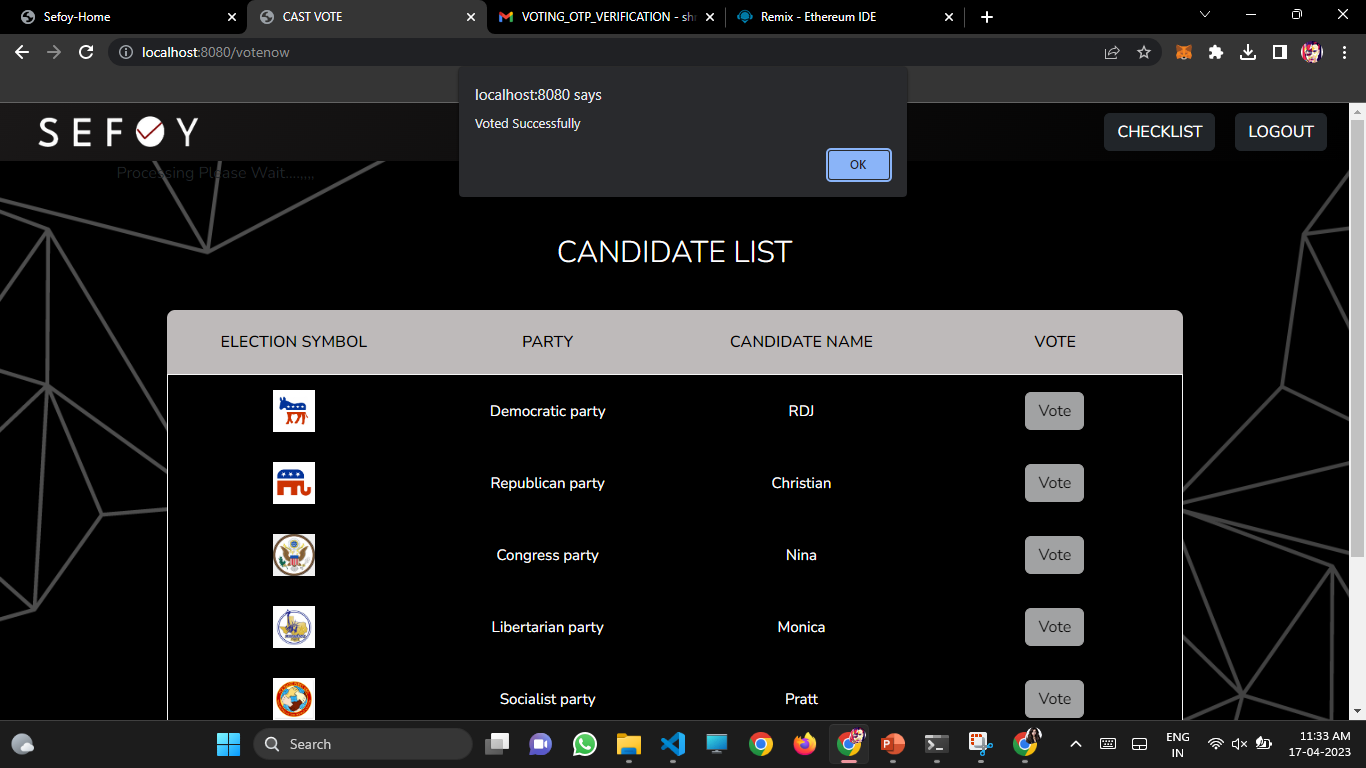 Sefoy-Home
CAST VOTE
VOTING_OTP_VERIFICATION - shr
Remix - Ethereum IDE
localhost:8080/votenow
localhost:8080 says
Voted Successfully
OK
SEFOY
CHECKLIST
LOGOUT
Processing Please Wait....,,,,
CANDIDATE LIST
ELECTION SYMBOL PARTY CANDIDATE NAME VOTE
Democratic party RDJ Vote
Republican party Christian Vote
Congress party Nina Vote
Libertarian party Monica Vote
Socialist party Pratt Vote
Search
ENG
IN
11:33 AM
17-04-2023